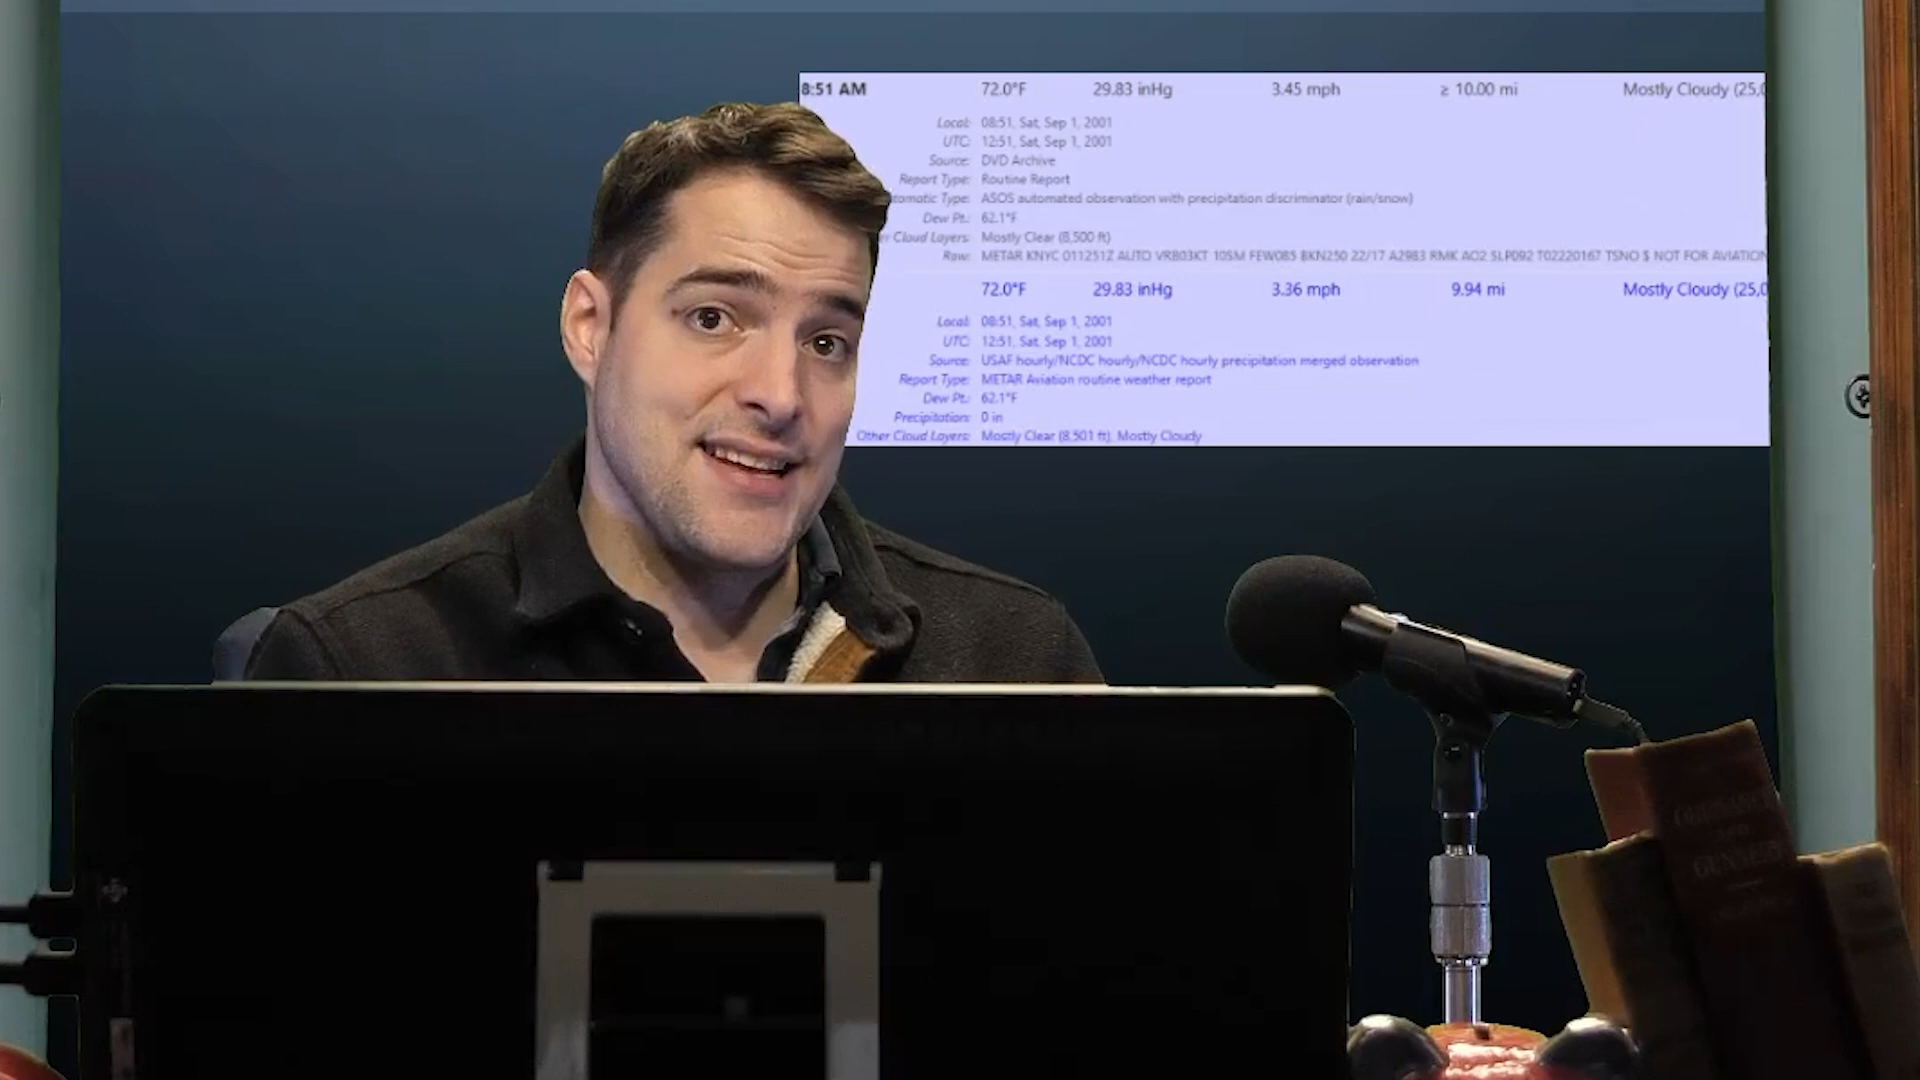 8:51 AM 72.0°F 29.83 inHg 3.45 mph ≥ 10.00 mi Mostly Cloudy (25,0
Local: 08:51, Sat, Sep 1, 2001
UTC: 12:51, Sat, Sep 1, 2001
Source: DVD Archive
Report Type: Routine Report
tomatic Type: ASOS automated observation with precipitation discriminator (rain/snow)
Dew Pt.: 62.1°F
er Cloud Layers: Mostly Clear (8,500 ft)
Raw: METAR KNYC 011251Z AUTO VRB03KT 10SM FEW085 BKN250 22/17 A2983 RMK AO2 SLP092 T02220167 TSNO $ NOT FOR AVIATION
72.0°F 29.83 inHg 3.36 mph 9.94 mi Mostly Cloudy (25,0
Local: 08:51, Sat, Sep 1, 2001
UTC: 12:51, Sat, Sep 1, 2001
Source: USAF hourly/NCDC hourly/NCDC hourly precipitation merged observation
Report Type: METAR Aviation routine weather report
Dew Pt.: 62.1°F
Precipitation: 0 in
Other Cloud Layers: Mostly Clear (8,501 ft), Mostly Cloudy
ORDNANCE
AND
GUNNERY